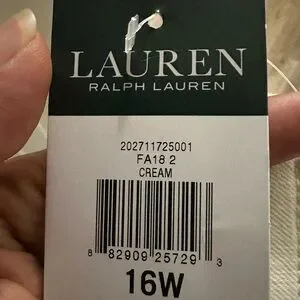 LAUREN
RALPH LAUREN
202711725001
FA18 2
CREAM
8 82909 25729 3
16W